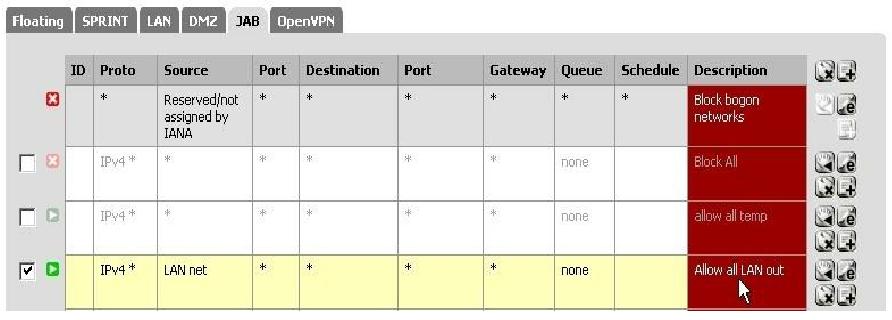 Floating SPRINT LAN DMZ JAB OpenVPN
ID Proto Source Port Destination Port Gateway Queue Schedule Description
* Reserved/not assigned by IANA * * * * * * Block bogon networks
IPv4 * * * * * * none Block All
IPv4 * * * * * * none allow all temp
IPv4 * LAN net * * * * none Allow all LAN out